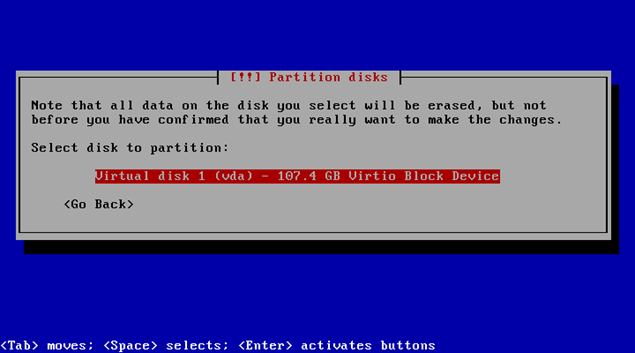 [!!] Partition disks
Note that all data on the disk you select will be erased, but not
before you have confirmed that you really want to make the changes.
Select disk to partition:
Virtual disk 1 (vda) - 107.4 GB Virtio Block Device
<Go Back>
<Tab> moves; <Space> selects; <Enter> activates buttons